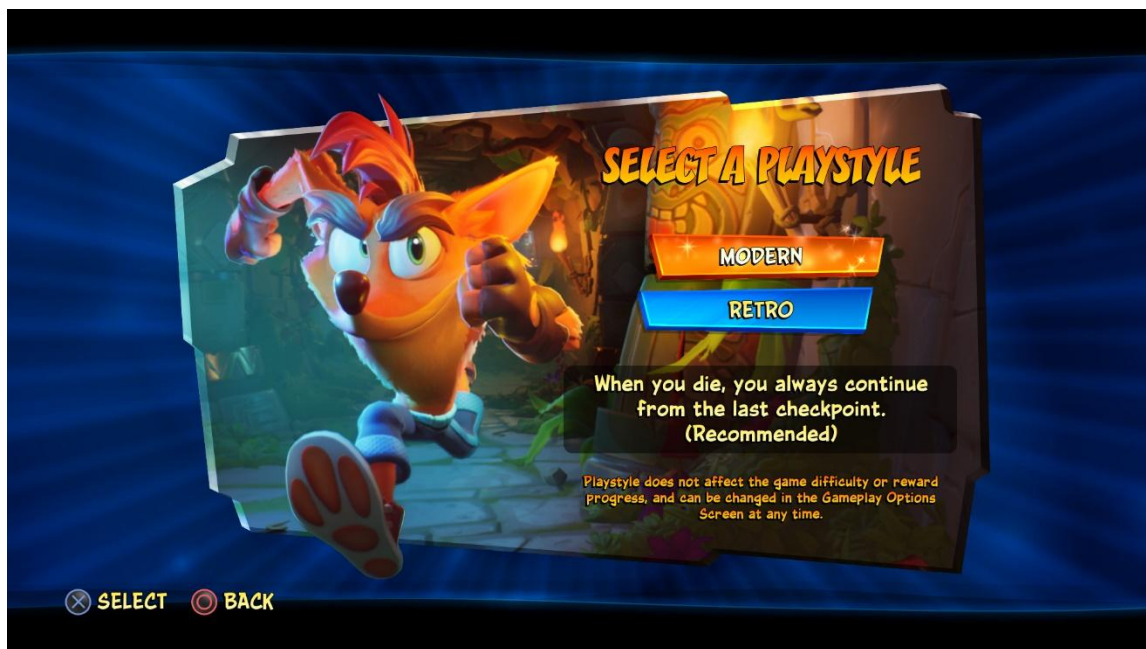 SELECT A PLAYSTYLE
MODERN
RETRO
When you die, you always continue
from the last checkpoint.
(Recommended)
Playstyle does not affect the game difficulty or reward
progress, and can be changed in the Gameplay Options
Screen at any time.
SELECT BACK